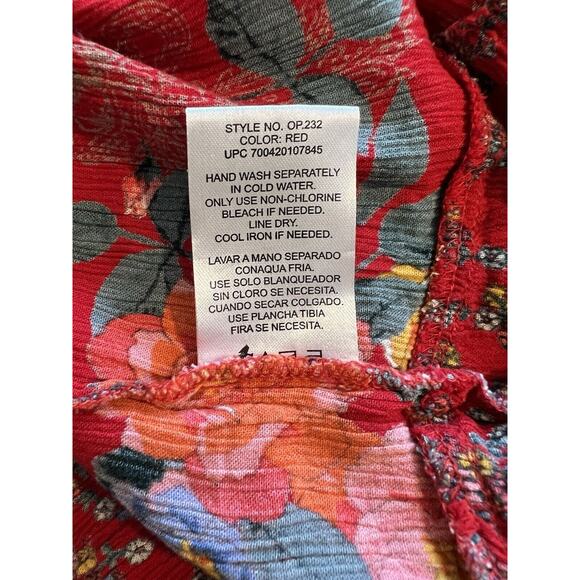 STYLE NO. OP.232
COLOR: RED
UPC 700420107845
HAND WASH SEPARATELY
IN COLD WATER.
ONLY USE NON-CHLORINE
BLEACH IF NEEDED.
LINE DRY.
COOL IRON IF NEEDED.
LAVAR A MANO SEPARADO
CONAQUA FRIA.
USE SOLO BLANQUEADOR
SIN CLORO SE NECESITA.
CUANDO SECAR COLGADO.
USE PLANCHA TIBIA
FIRA SE NECESITA.